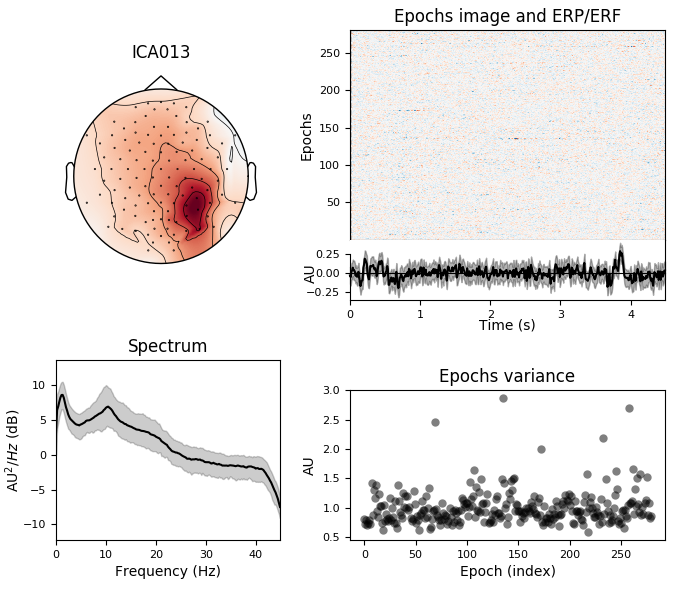 ICA013
Epochs image and ERP/ERF
Epochs
250
200
150
100
50
AU
0.25
0.00
−0.25
0 1 2 3 4
Time (s)
Spectrum
AU²/Hz (dB)
10
5
0
−5
−10
0 10 20 30 40
Frequency (Hz)
Epochs variance
AU
3.0
2.5
2.0
1.5
1.0
0.5
0 50 100 150 200 250
Epoch (index)